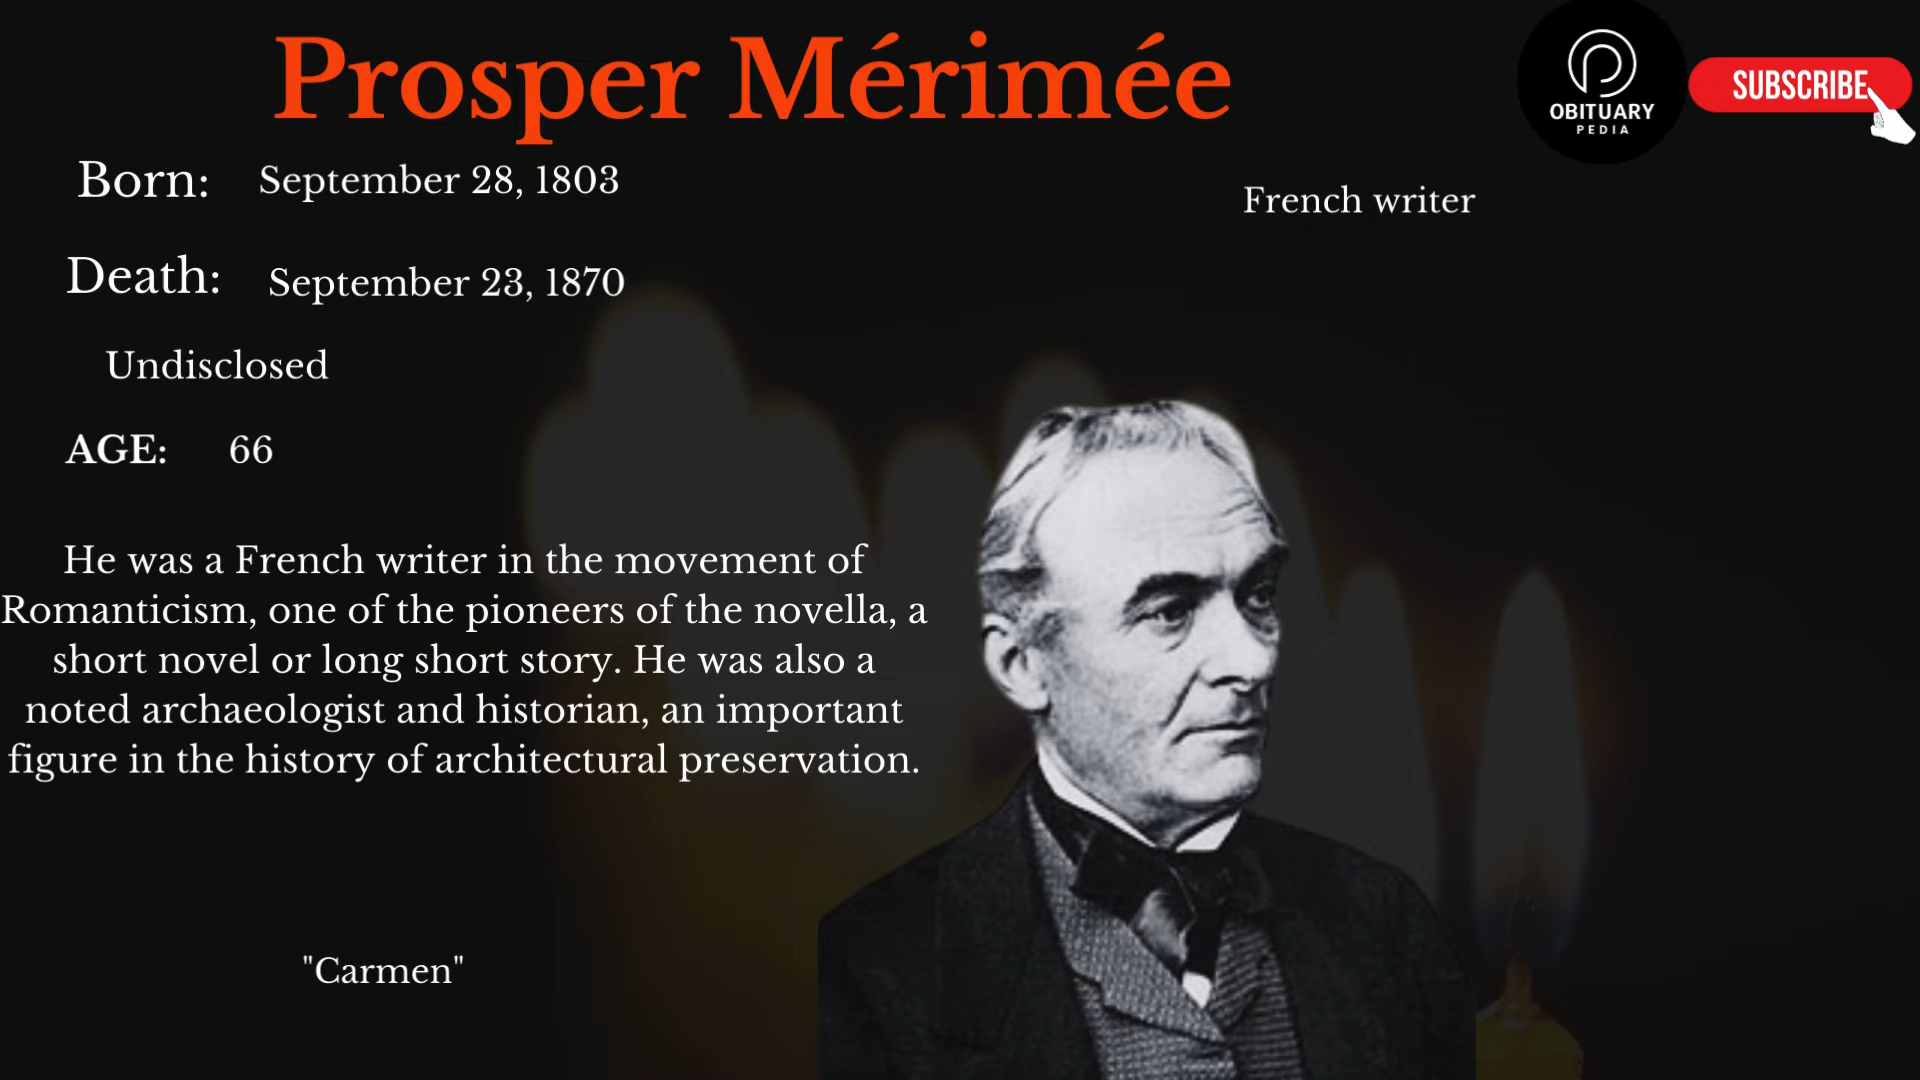 Prosper Mérimée
OBITUARY
PEDIA
SUBSCRIBE
Born: September 28, 1803
French writer
Death: September 23, 1870
Undisclosed
AGE: 66
He was a French writer in the movement of
Romanticism, one of the pioneers of the novella, a
short novel or long short story. He was also a
noted archaeologist and historian, an important
figure in the history of architectural preservation.
"Carmen"